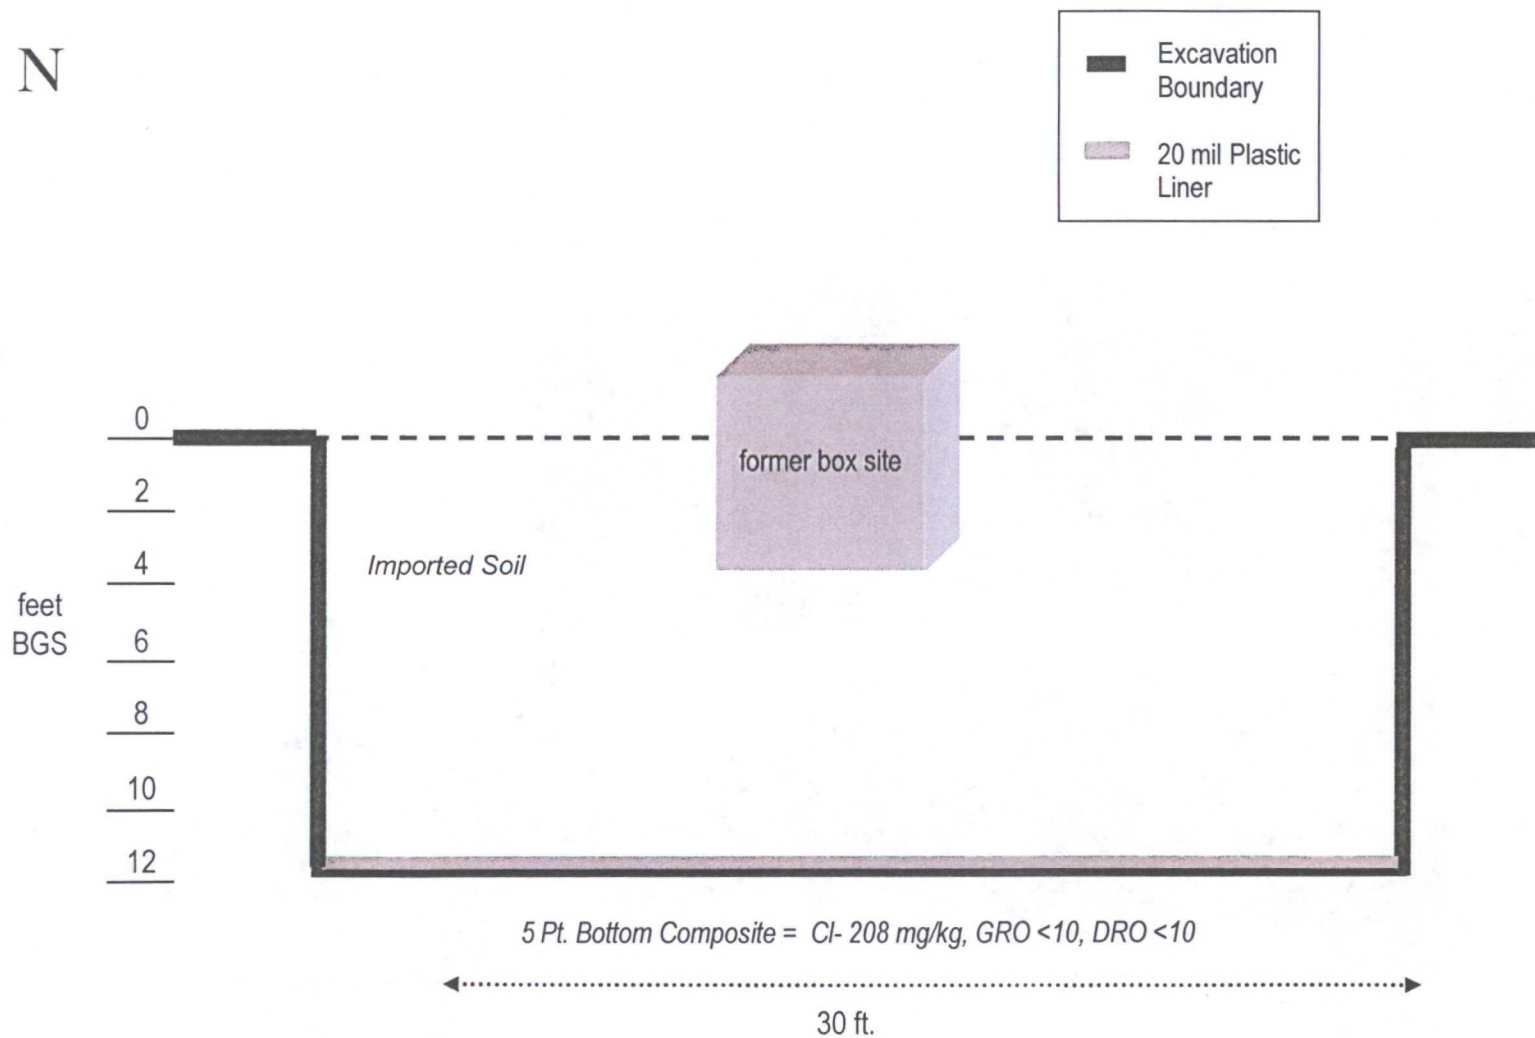 N
Excavation
Boundary
20 mil Plastic
Liner
0
former box site
2
4
Imported Soil
feet
BGS
6
8
10
12
5 Pt. Bottom Composite = Cl- 208 mg/kg, GRO <10, DRO <10
30 ft.